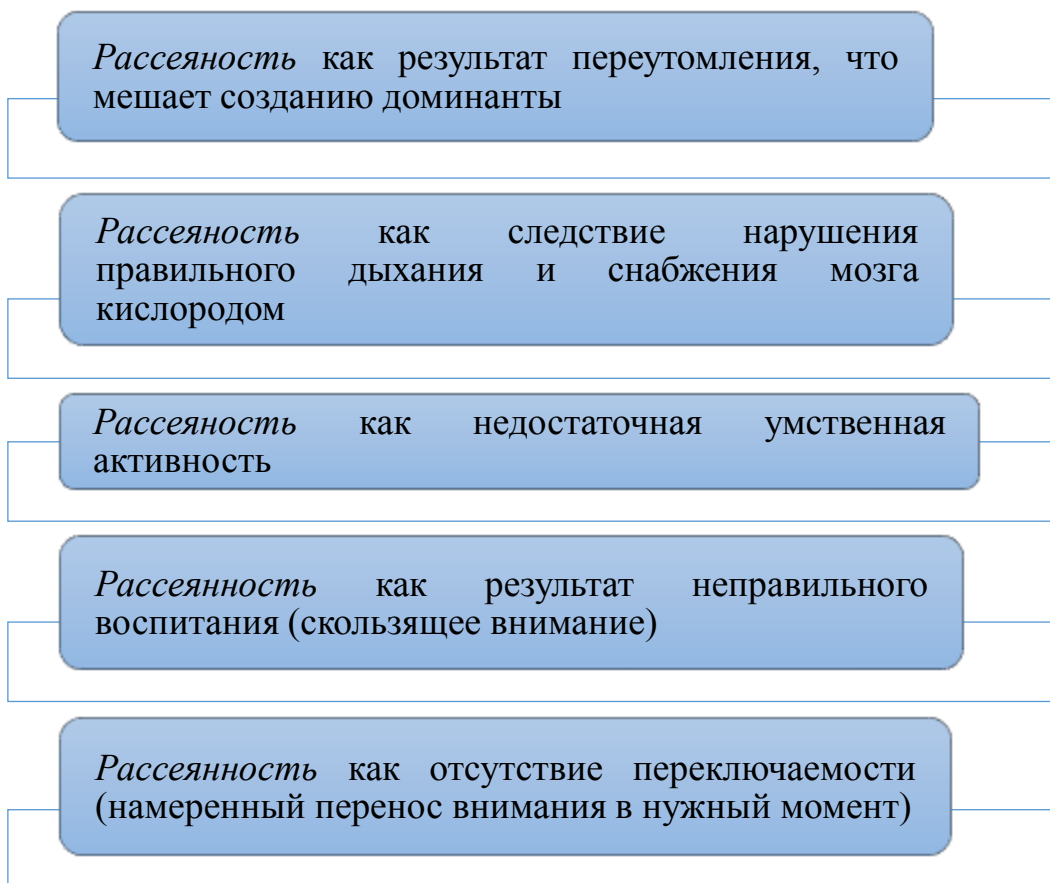 Рассеяность как результат переутомления, что
мешает созданию доминанты
Рассеяность как следствие нарушения
правильного дыхания и снабжения мозга
кислородом
Рассеяность как недостаточная умственная
активность
Рассеянность как результат неправильного
воспитания (скользящее внимание)
Рассеянность как отсутствие переключаемости
(намеренный перенос внимания в нужный момент)